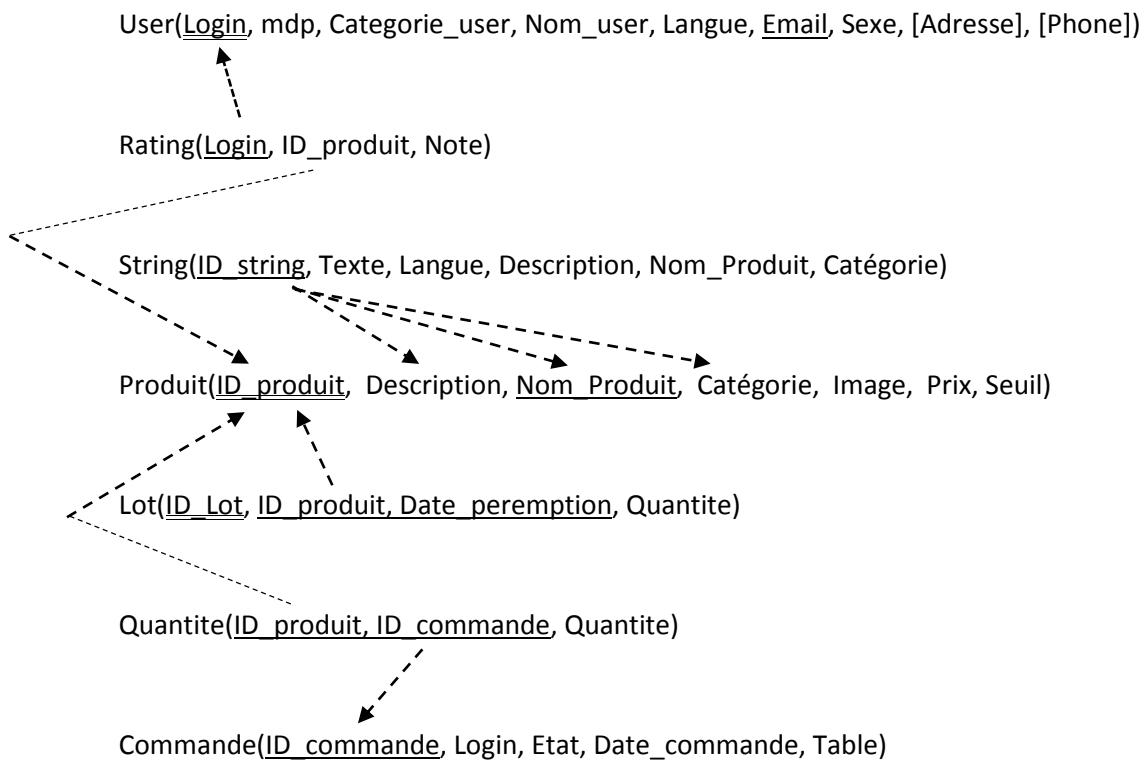 User(Login, mdp, Categorie_user, Nom_user, Langue, Email, Sexe, [Adresse], [Phone])
Rating(Login, ID_produit, Note)
String(ID_string, Texte, Langue, Description, Nom_Produit, Catégorie)
Produit(ID_produit, Description, Nom_Produit, Catégorie, Image, Prix, Seuil)
Lot(ID_Lot, ID_produit, Date_peremption, Quantite)
Quantite(ID_produit, ID_commande, Quantite)
Commande(ID_commande, Login, Etat, Date_commande, Table)